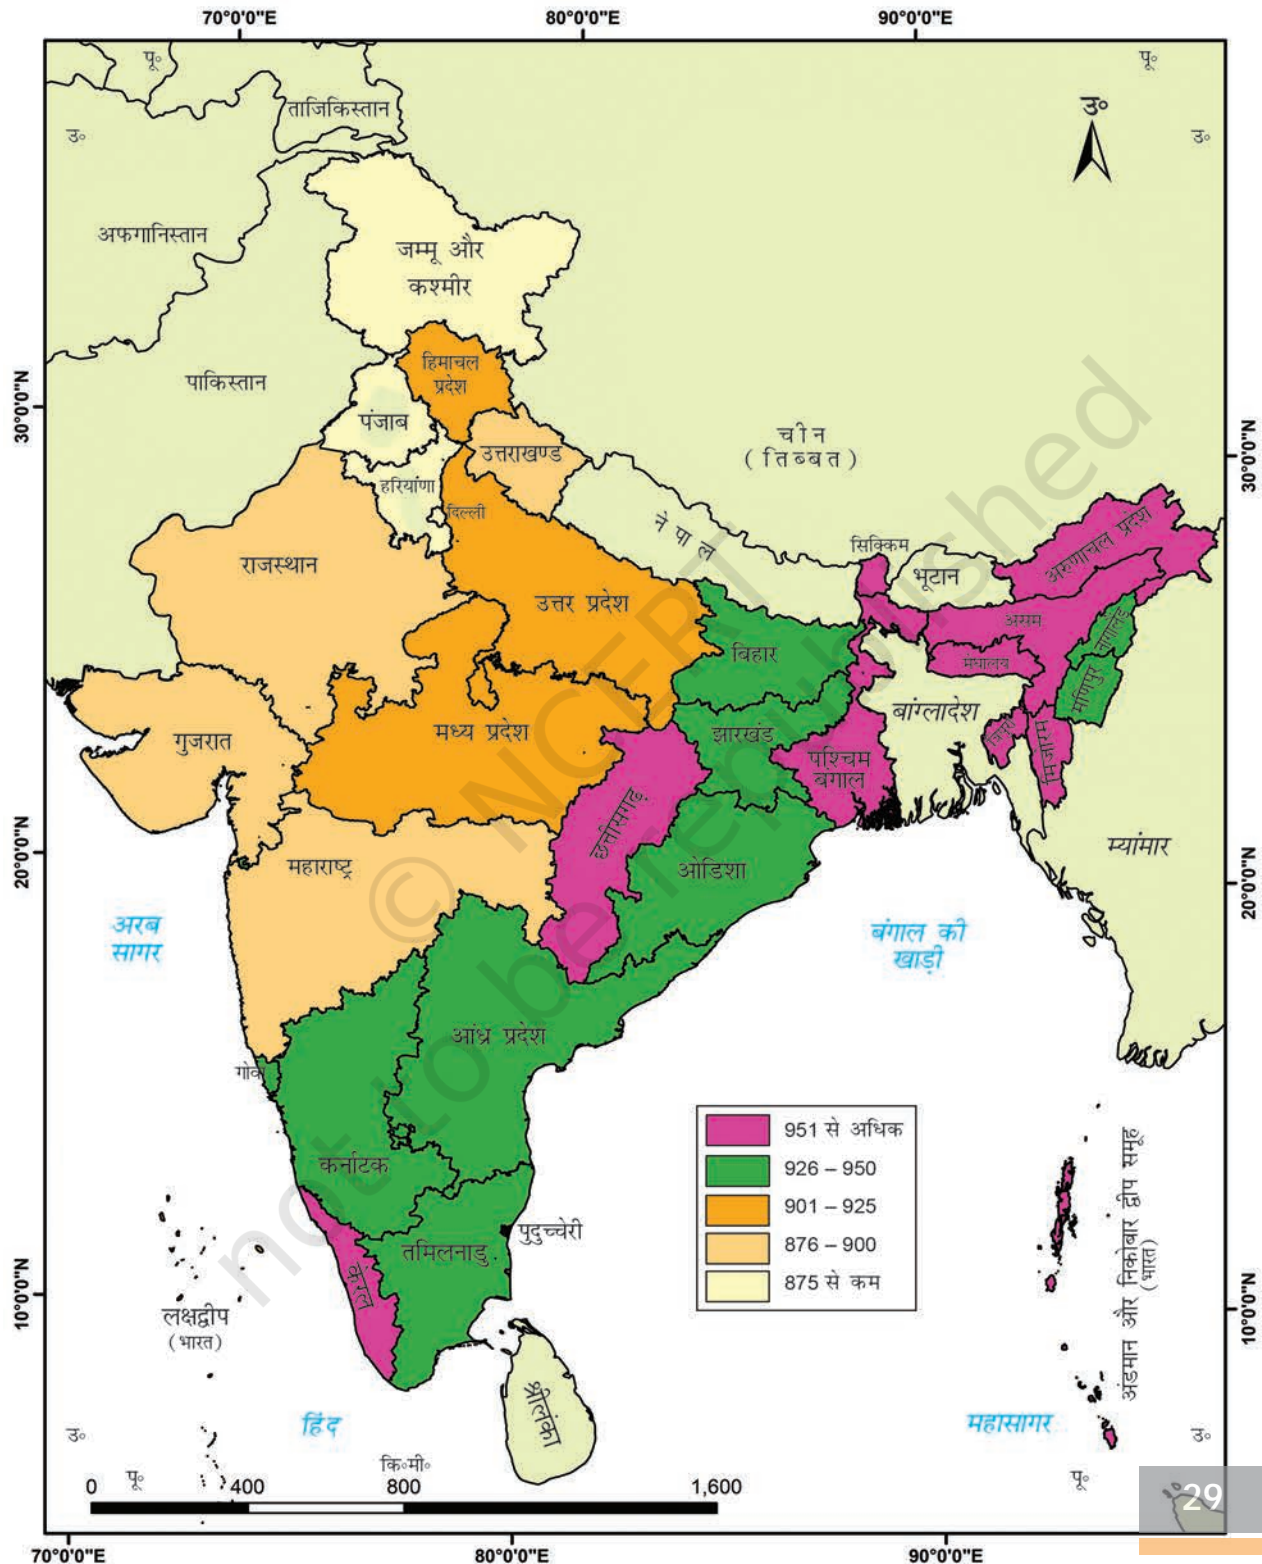 70°0'0"E
80°0'0"E
90°0'0"E
पू॰
पू॰
ताजिकिस्तान
उ॰
उ॰
उ॰
अफगानिस्तान
जम्मू और
कश्मीर
हिमाचल
प्रदेश
पाकिस्तान
30°0'0"N
पंजाब
चीन
(तिब्बत)
30°0'0"N
उत्तराखण्ड
हरियाणा
दिल्ली
नेपाल
सिक्किम
अरुणाचल प्रदेश
राजस्थान
भूटान
उत्तर प्रदेश
असम
नागालैंड
बिहार
मेघालय
मणिपुर
गुजरात
मध्य प्रदेश
झारखंड
बांग्लादेश
त्रिपुरा
मिजोरम
पश्चिम
बंगाल
छत्तीसगढ़
म्यांमार
20°0'0"N
महाराष्ट्र
ओडिशा
20°0'0"N
अरब
सागर
बंगाल की
खाड़ी
आंध्र प्रदेश
गोवा
951 से अधिक
926 – 950
901 – 925
876 – 900
875 से कम
कर्नाटक
तमिलनाडु
पुदुच्चेरी
केरल
अंडमान और निकोबार द्वीप समूह
(भारत)
10°0'0"N
10°0'0"N
लक्षद्वीप
(भारत)
श्रीलंका
हिंद
महासागर
उ॰
उ॰
कि॰मी॰
पू॰
पू॰
0
400
800
1,600
29
70°0'0"E
80°0'0"E
90°0'0"E
© NCERT
not to be republished